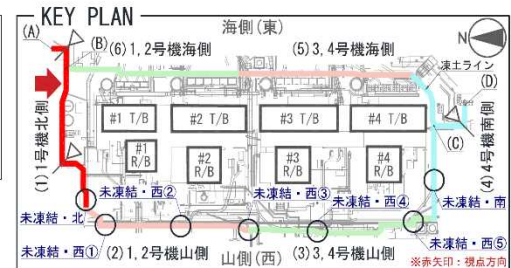 KEY PLAN
海側(東)
N
(A)
(B)
(6)1,2号機海側
(5)3,4号機海側
凍土ライン
(D)
#1 T/B
#2 T/B
#3 T/B
#4 T/B
(C)
(1)1号機北側
#1
R/B
#2
R/B
#3
R/B
#4
R/B
(4)4号機南側
未凍結・北
未凍結・西②
未凍結・西③
未凍結・西④
未凍結・南
未凍結・西①
(2)1,2号機山側
山側(西)
(3)3,4号機山側
未凍結・西⑤
※赤矢印：視点方向